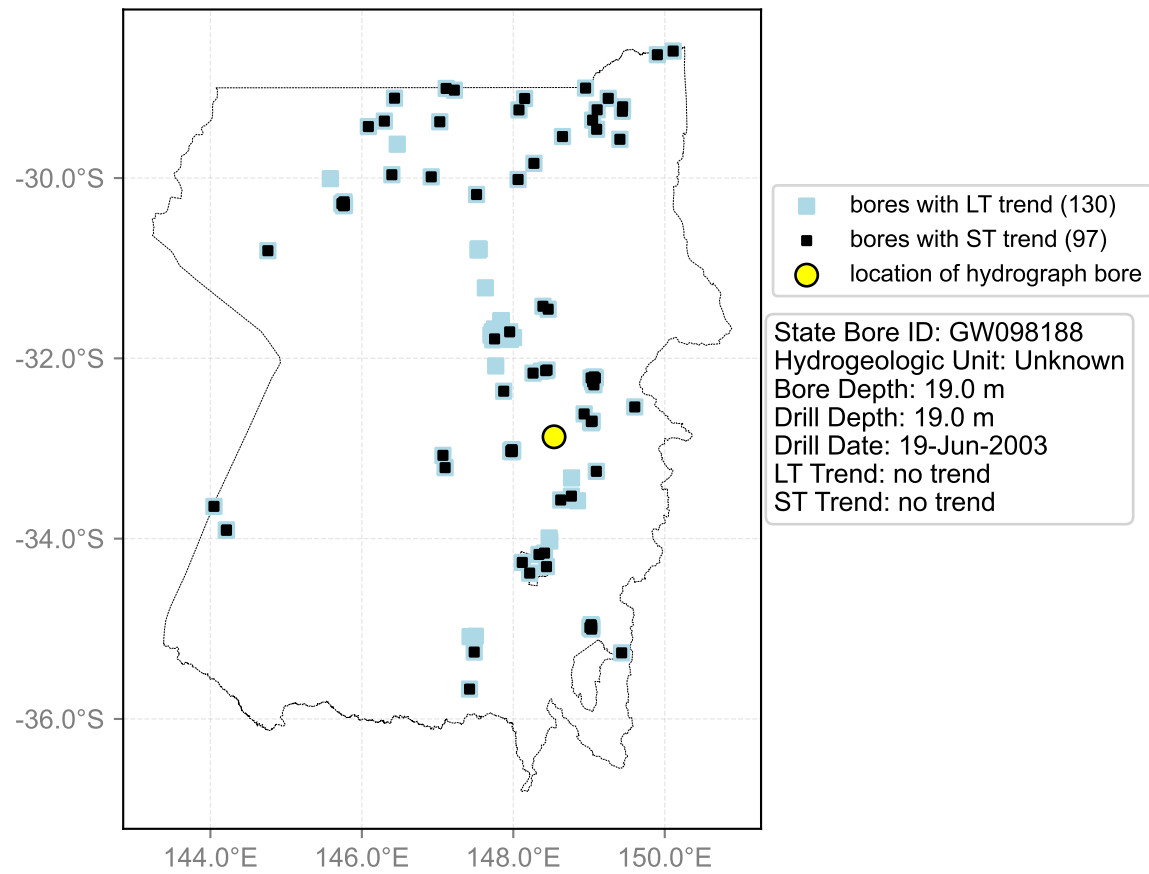 -30.0°S
-32.0°S
-34.0°S
-36.0°S
144.0°E
146.0°E
148.0°E
150.0°E
bores with LT trend (130)
bores with ST trend (97)
location of hydrograph bore
State Bore ID: GW098188
Hydrogeologic Unit: Unknown
Bore Depth: 19.0 m
Drill Depth: 19.0 m
Drill Date: 19-Jun-2003
LT Trend: no trend
ST Trend: no trend